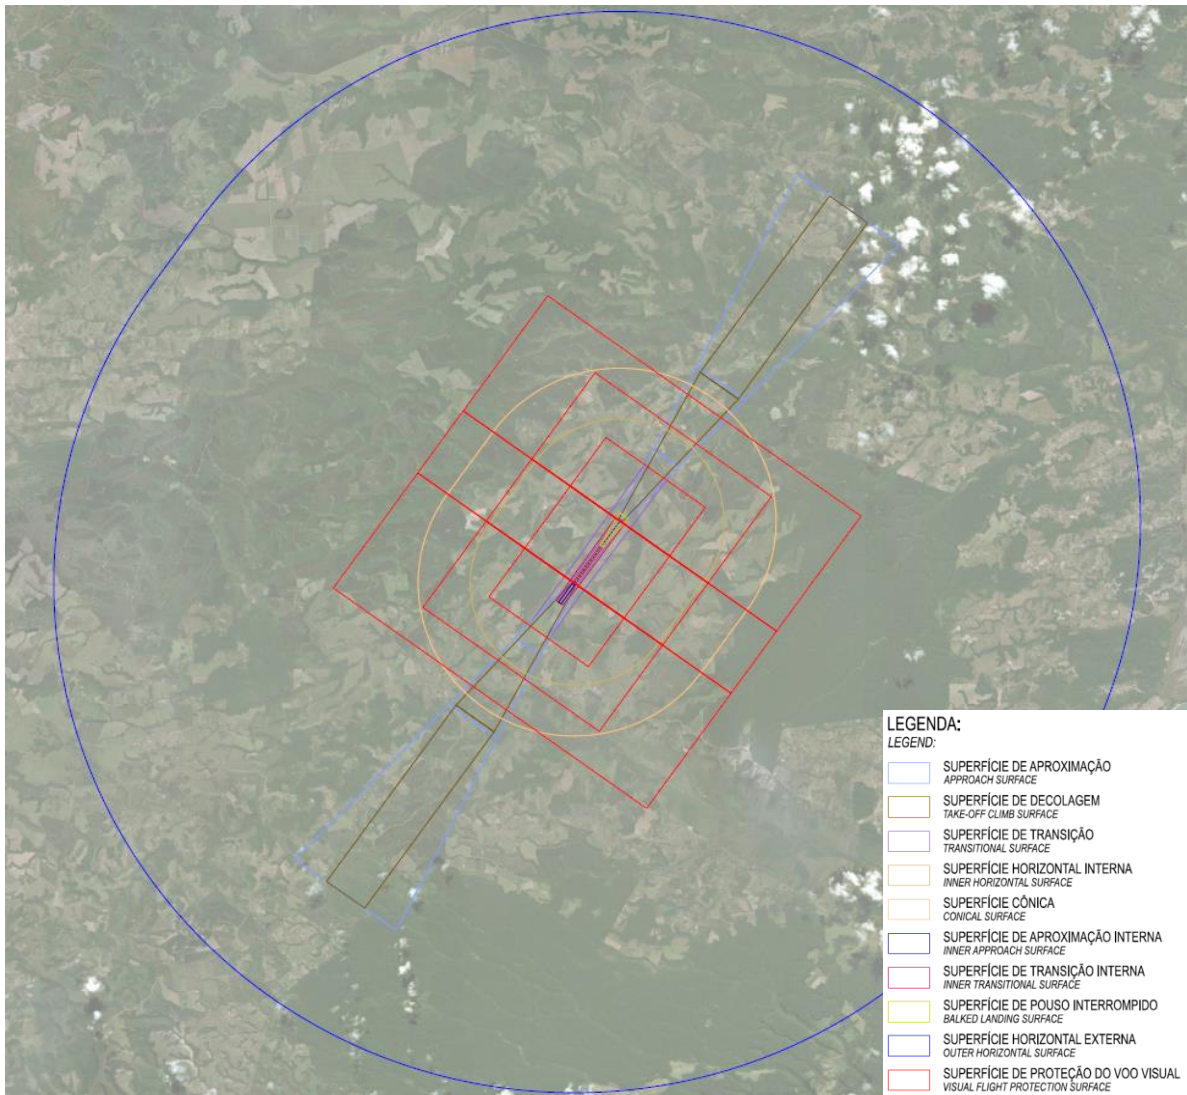 LEGENDA:
LEGEND:
SUPERFÍCIE DE APROXIMAÇÃO
APPROACH SURFACE
SUPERFÍCIE DE DECOLAGEM
TAKE-OFF CLIMB SURFACE
SUPERFÍCIE DE TRANSIÇÃO
TRANSITIONAL SURFACE
SUPERFÍCIE HORIZONTAL INTERNA
INNER HORIZONTAL SURFACE
SUPERFÍCIE CÔNICA
CONICAL SURFACE
SUPERFÍCIE DE APROXIMAÇÃO INTERNA
INNER APPROACH SURFACE
SUPERFÍCIE DE TRANSIÇÃO INTERNA
INNER TRANSITIONAL SURFACE
SUPERFÍCIE DE POUSO INTERROMPIDO
BALKED LANDING SURFACE
SUPERFÍCIE HORIZONTAL EXTERNA
OUTER HORIZONTAL SURFACE
SUPERFÍCIE DE PROTEÇÃO DO VOO VISUAL
VISUAL FLIGHT PROTECTION SURFACE